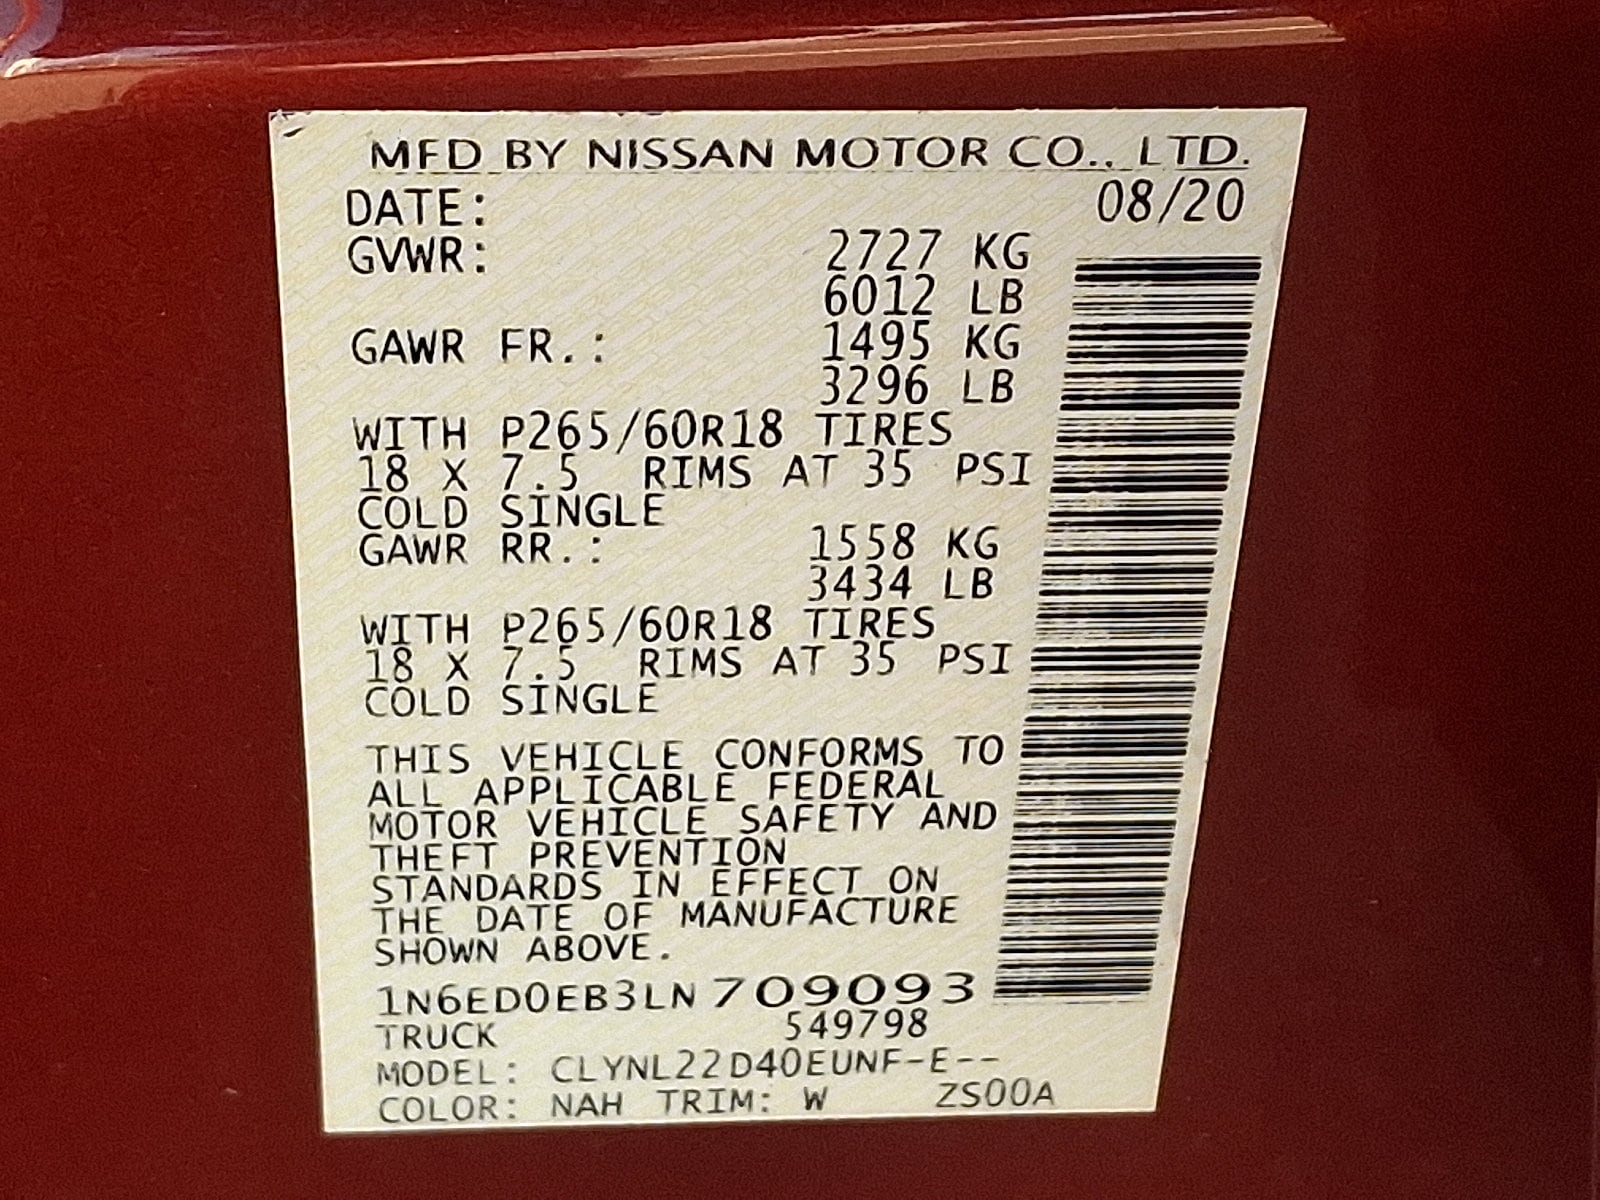 MFD BY NISSAN MOTOR CO., LTD.
DATE: 08/20
GVWR: 2727 KG
6012 LB
GAWR FR.: 1495 KG
3296 LB
WITH P265/60R18 TIRES
18 X 7.5 RIMS AT 35 PSI
COLD SINGLE
GAWR RR.: 1558 KG
3434 LB
WITH P265/60R18 TIRES
18 X 7.5 RIMS AT 35 PSI
COLD SINGLE
THIS VEHICLE CONFORMS TO
ALL APPLICABLE FEDERAL
MOTOR VEHICLE SAFETY AND
THEFT PREVENTION
STANDARDS IN EFFECT ON
THE DATE OF MANUFACTURE
SHOWN ABOVE.
1N6ED0EB3LN709093
TRUCK 549798
MODEL: CLYNL22D40EUNF-E--
COLOR: NAH TRIM: W ZS00A